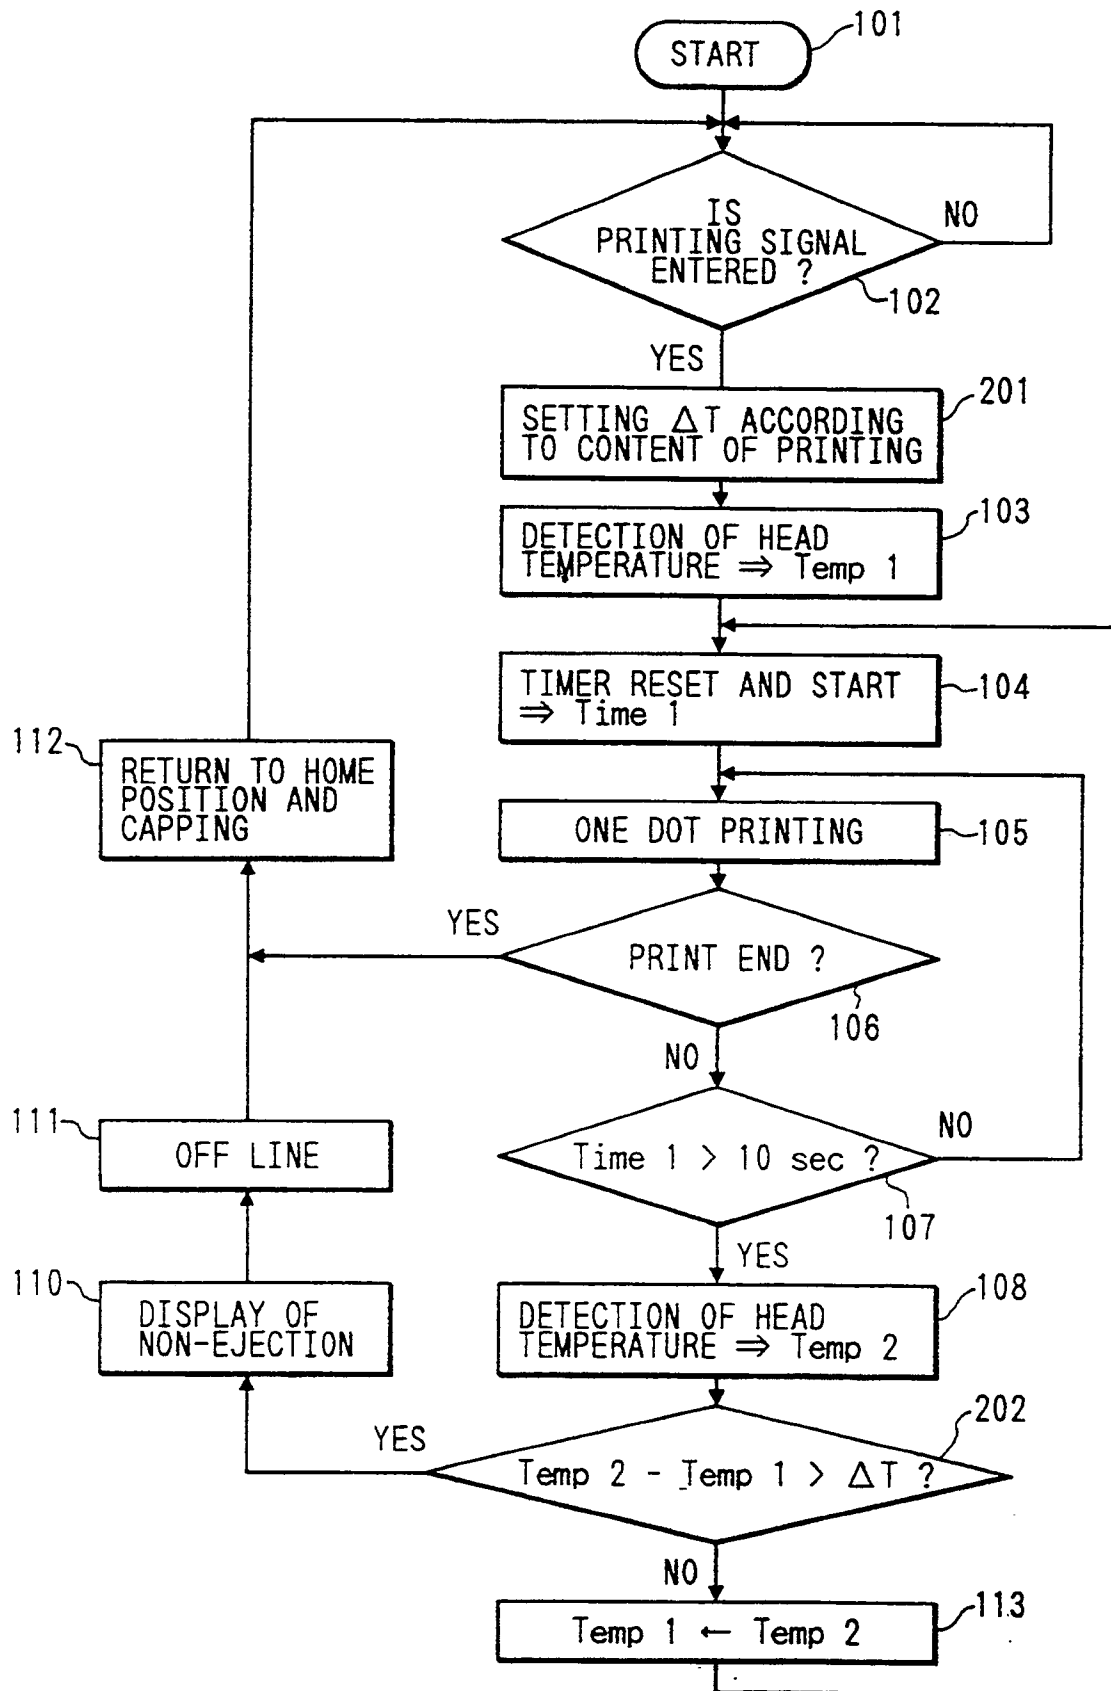 START
101
IS
PRINTING SIGNAL
ENTERED ?
NO
102
YES
201
SETTING ΔT ACCORDING
TO CONTENT OF PRINTING
103
DETECTION OF HEAD
TEMPERATURE ⇒ Temp 1
TIMER RESET AND START
⇒ Time 1
104
112
RETURN TO HOME
POSITION AND
CAPPING
ONE DOT PRINTING
105
YES
PRINT END ?
106
NO
111
OFF LINE
Time 1 > 10 sec ?
NO
107
YES
110
DISPLAY OF
NON-EJECTION
108
DETECTION OF HEAD
TEMPERATURE ⇒ Temp 2
YES
202
Temp 2 - Temp 1 > ΔT ?
NO
113
Temp 1 ← Temp 2